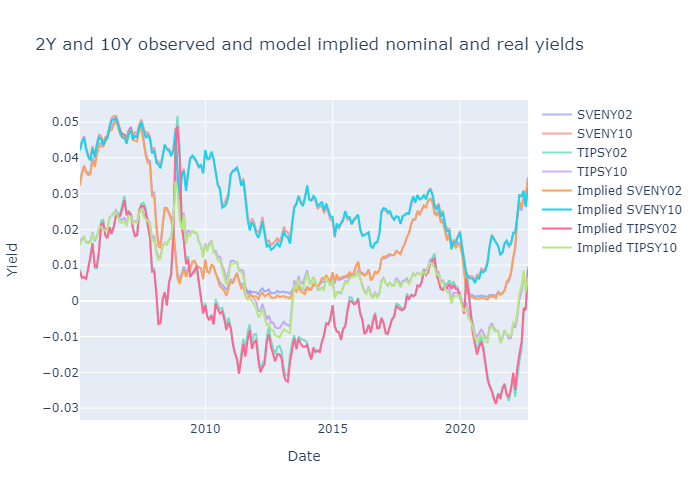 2Y and 10Y observed and model implied nominal and real yields
0.05
0.04
0.03
0.02
0.01
0
−0.01
−0.02
−0.03
Yield
2010
2015
2020
Date
SVENY02
SVENY10
TIPSY02
TIPSY10
Implied SVENY02
Implied SVENY10
Implied TIPSY02
Implied TIPSY10